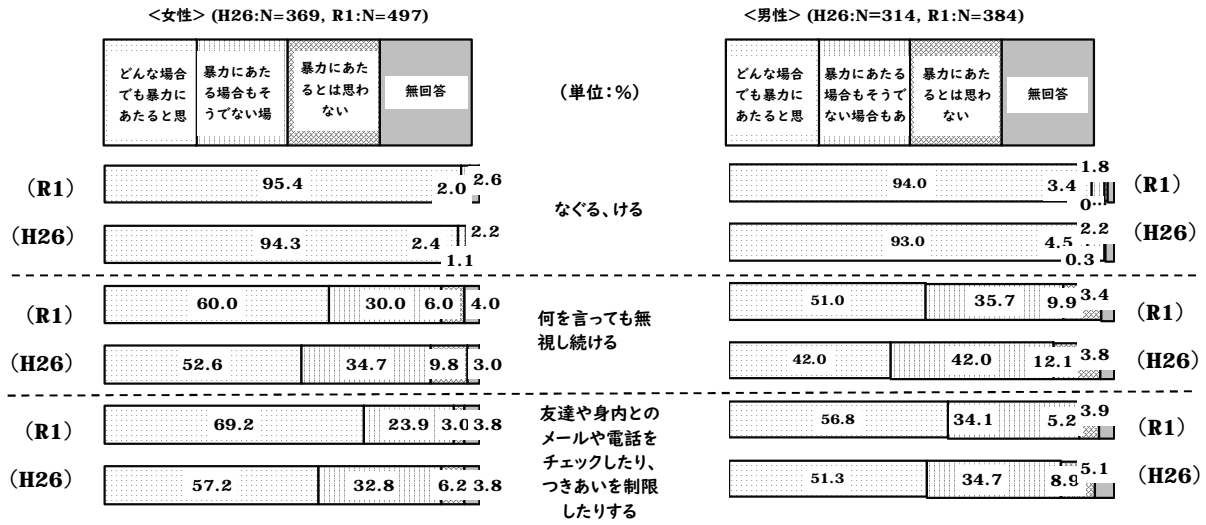 <女性> (H26:N=369, R1:N=497)
<男性> (H26:N=314, R1:N=384)
どんな場合
でも暴力に
あたると思
暴力にあた
る場合もそ
うでない場
暴力にあた
るとは思わ
ない
無回答
(単位:%)
どんな場合
でも暴力に
あたると思
暴力にあたる
場合もそうで
ない場合もあ
暴力にあた
るとは思わ
ない
無回答
(R1) 95.4 2.0 2.6
なぐる、ける
94.0 3.4 0… 1.8 (R1)
(H26) 94.3 2.4 1.1 2.2
93.0 4.5 0.3 2.2 (H26)
(R1) 60.0 30.0 6.0 4.0
何を言っても無
視し続ける
51.0 35.7 9.9 3.4 (R1)
(H26) 52.6 34.7 9.8 3.0
42.0 42.0 12.1 3.8 (H26)
(R1) 69.2 23.9 3.0 3.8
友達や身内との
メールや電話を
チェックしたり、
つきあいを制限
したりする
56.8 34.1 5.2 3.9 (R1)
(H26) 57.2 32.8 6.2 3.8
51.3 34.7 8.9 5.1 (H26)